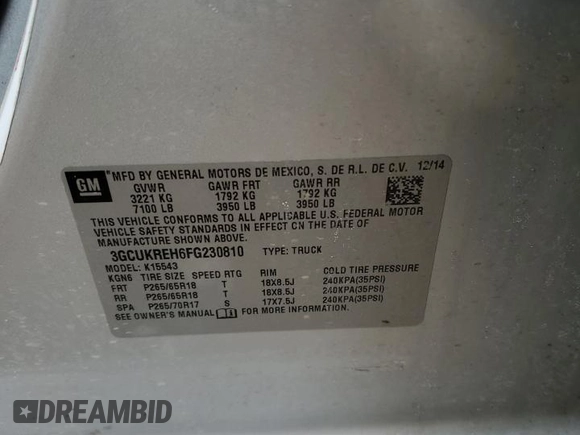 GM
MFD BY GENERAL MOTORS DE MEXICO, S. DE R.L. DE C.V. 12/14
GVWR GAWR FRT GAWR RR
3221 KG 1792 KG 1792 KG
7100 LB 3950 LB 3950 LB
THIS VEHICLE CONFORMS TO ALL APPLICABLE U.S. FEDERAL MOTOR
VEHICLE SAFETY STANDARDS IN EFFECT ON THE DATE OF
MANUFACTURE SHOWN ABOVE.
3GCUKREH6FG230810 TYPE: TRUCK
MODEL: K15543
KGN6 TIRE SIZE SPEED RTG RIM COLD TIRE PRESSURE
FRT P265/65R18 T 18X8.5J 240KPA(35PSI)
RR P265/65R18 T 18X8.5J 240KPA(35PSI)
SPA P265/70R17 S 17X7.5J 240KPA(35PSI)
SEE OWNER'S MANUAL FOR MORE INFORMATION.
DREAMBID